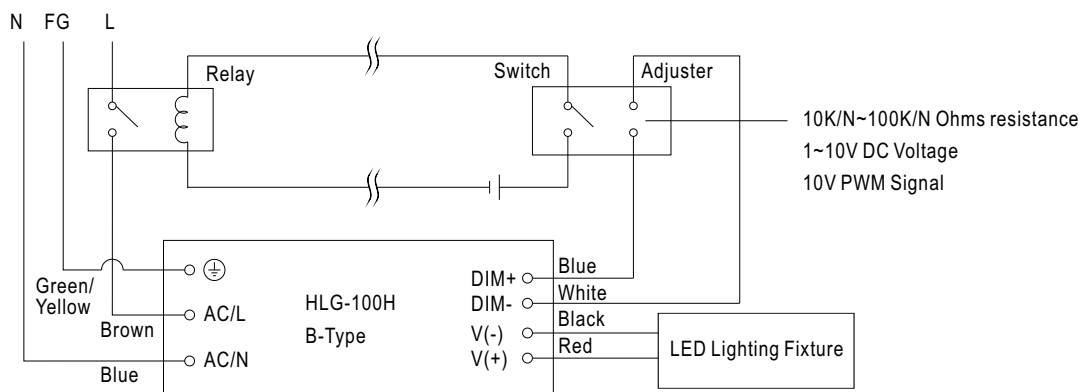 N FG L
Relay
Switch
Adjuster
10K/N~100K/N Ohms resistance
1~10V DC Voltage
10V PWM Signal
Green/
Yellow
Brown
Blue
AC/L
AC/N
HLG-100H
B-Type
DIM+
DIM-
V(-)
V(+)
Blue
White
Black
Red
LED Lighting Fixture